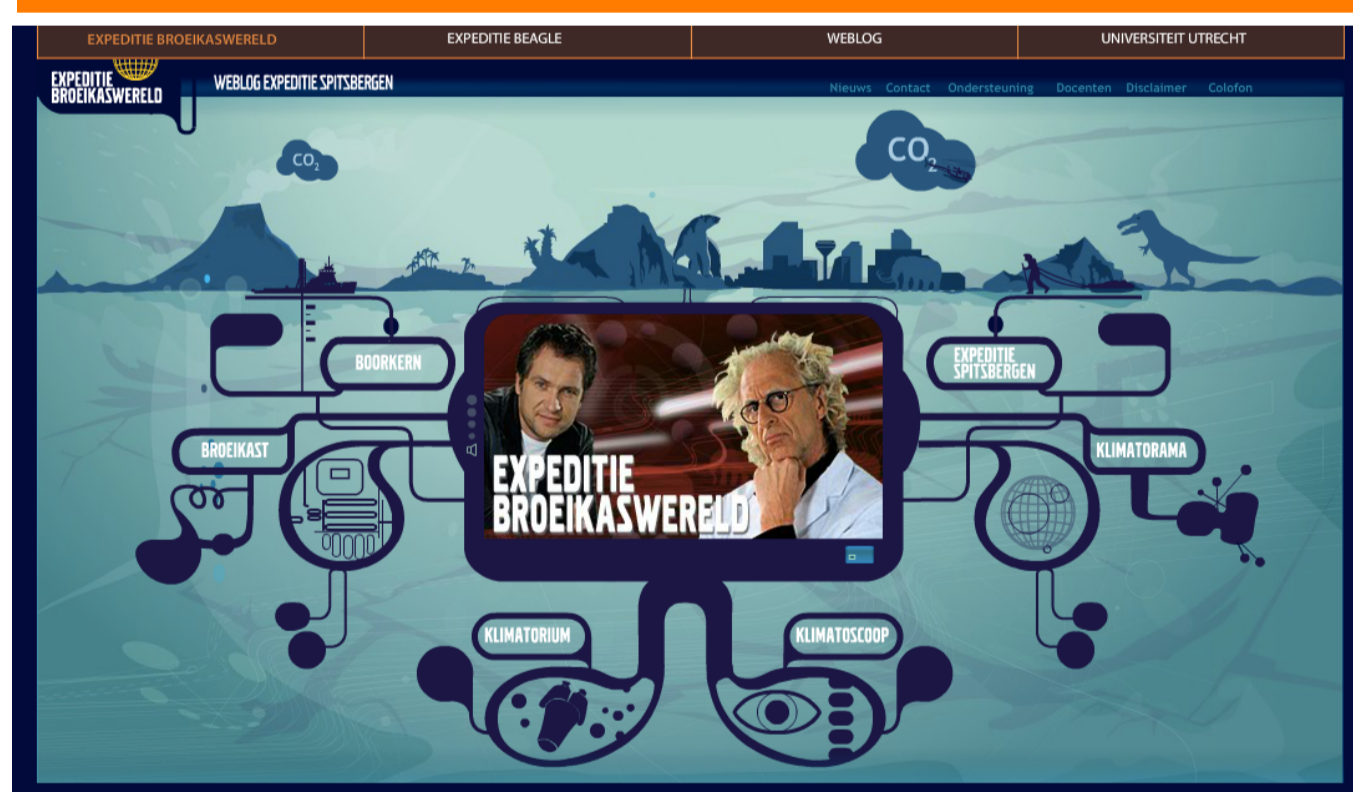 EXPEDITIE BROEIKASWERELD EXPEDITIE BEAGLE WEBLOG UNIVERSITEIT UTRECHT
EXPEDITIE
BROEIKASWERELD
WEBLOG EXPEDITIE SPITSBERGEN
Nieuws Contact Ondersteuning Docenten Disclaimer Colofon
CO2
CO2
BOORKERN
EXPEDITIE
SPITSBERGEN
BROEIKAST
KLIMATORAMA
EXPEDITIE
BROEIKASWERELD
KLIMATORIUM
KLIMATOSCOOP